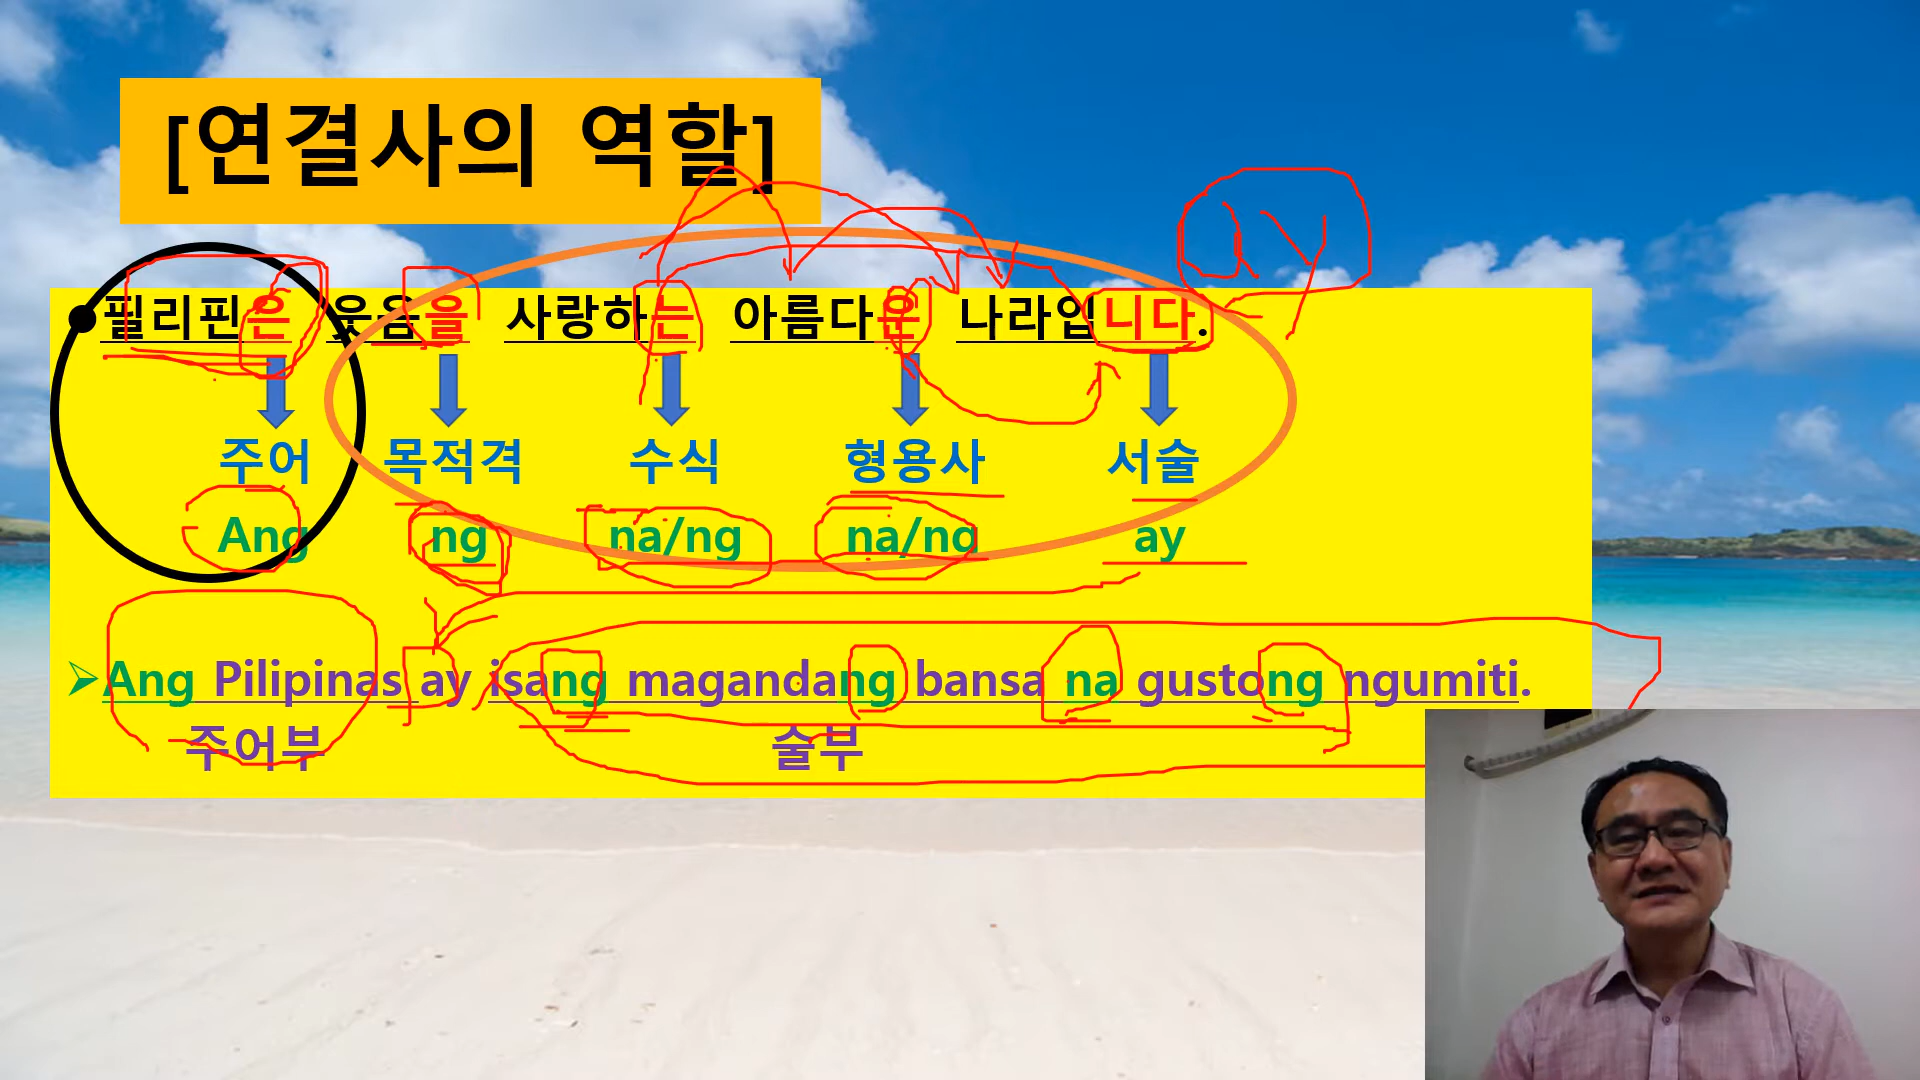 [연결사의 역할]
필리핀은 웃음을 사랑하는 아름다운 나라입니다.
주어 목적격 수식 형용사 서술
Ang ng na/ng na/ng ay
Ang Pilipinas ay isang magandang bansa na gustong ngumiti.
주어부 술부
ay